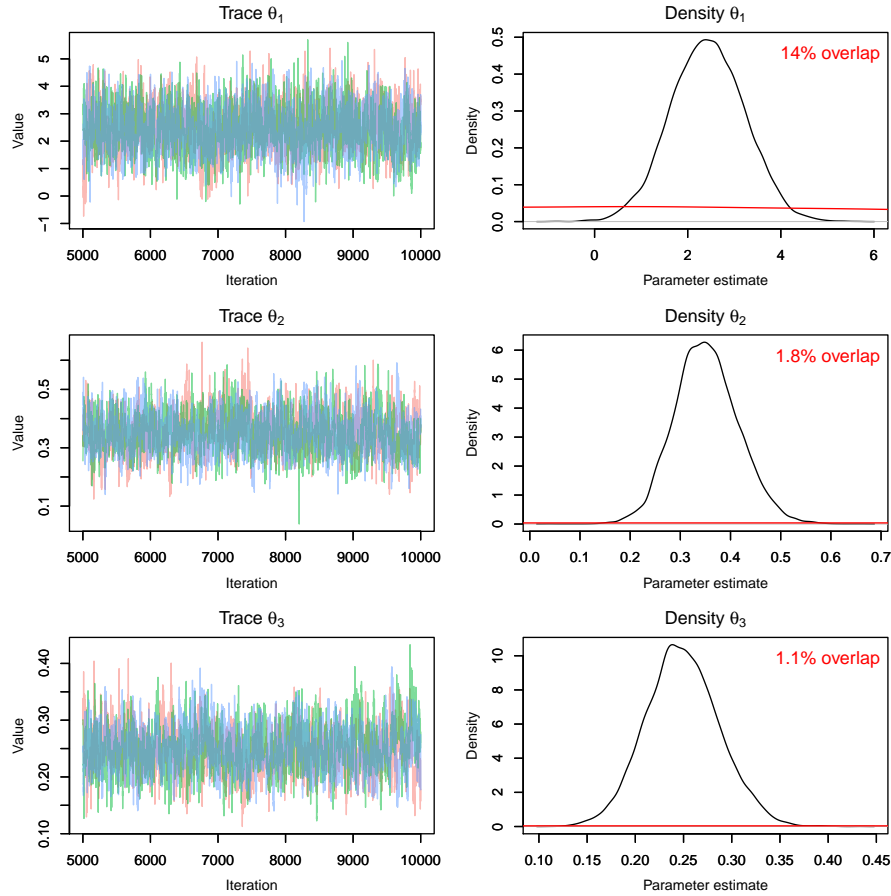 Trace θ1
Value
−1 0 1 2 3 4 5
5000 6000 7000 8000 9000 10000
Iteration
Density θ1
14% overlap
Density
0.0 0.1 0.2 0.3 0.4 0.5
0 2 4 6
Parameter estimate
Trace θ2
Value
0.1 0.3 0.5
5000 6000 7000 8000 9000 10000
Iteration
Density θ2
1.8% overlap
Density
0 1 2 3 4 5 6
0.0 0.1 0.2 0.3 0.4 0.5 0.6 0.7
Parameter estimate
Trace θ3
Value
0.10 0.20 0.30 0.40
5000 6000 7000 8000 9000 10000
Iteration
Density θ3
1.1% overlap
Density
0 2 4 6 8 10
0.10 0.15 0.20 0.25 0.30 0.35 0.40 0.45
Parameter estimate